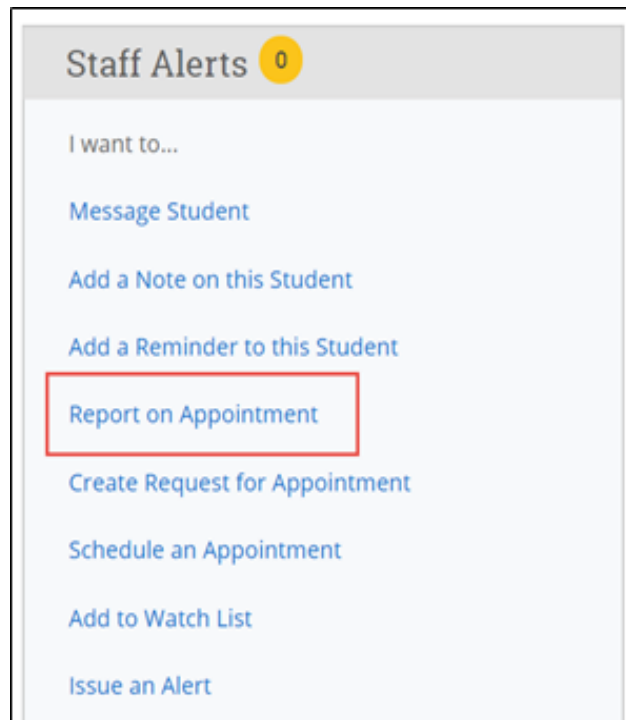 Staff Alerts 0
I want to...
Message Student
Add a Note on this Student
Add a Reminder to this Student
Report on Appointment
Create Request for Appointment
Schedule an Appointment
Add to Watch List
Issue an Alert